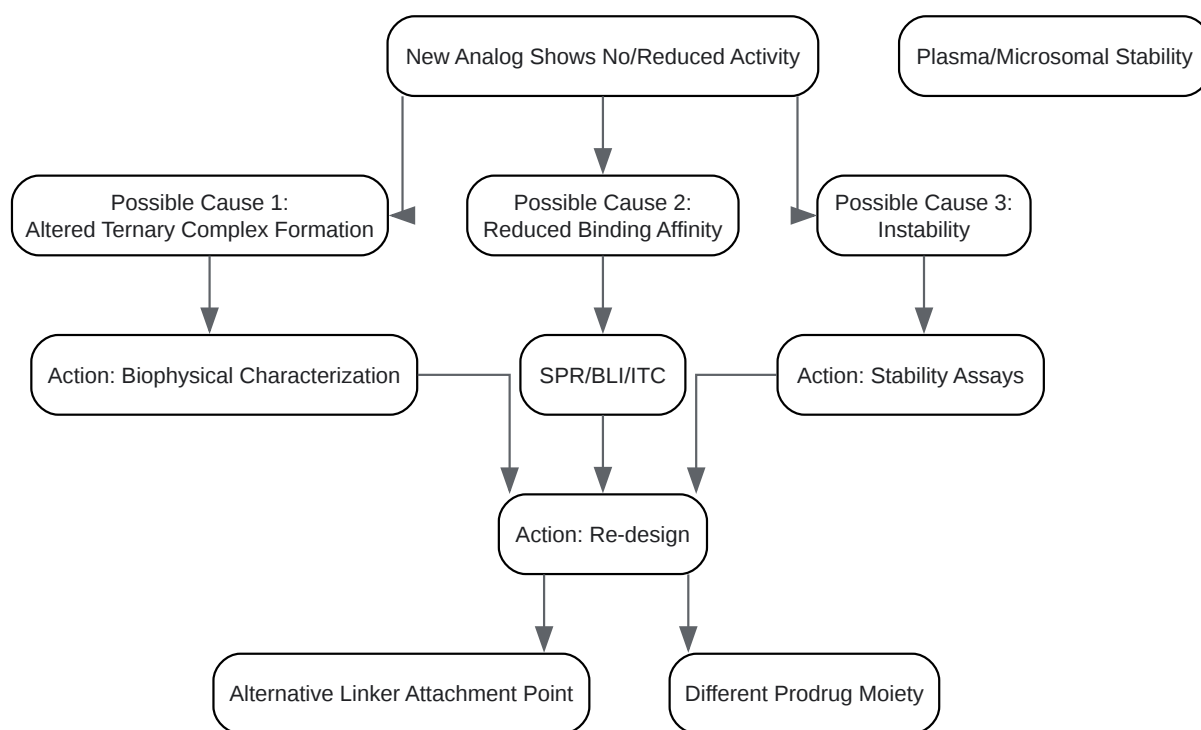 New Analog Shows No/Reduced Activity
Plasma/Microsomal Stability
Possible Cause 1:
Altered Ternary Complex Formation
Possible Cause 2:
Reduced Binding Affinity
Possible Cause 3:
Instability
Action: Biophysical Characterization
SPR/BLI/ITC
Action: Stability Assays
Action: Re-design
Alternative Linker Attachment Point
Different Prodrug Moiety